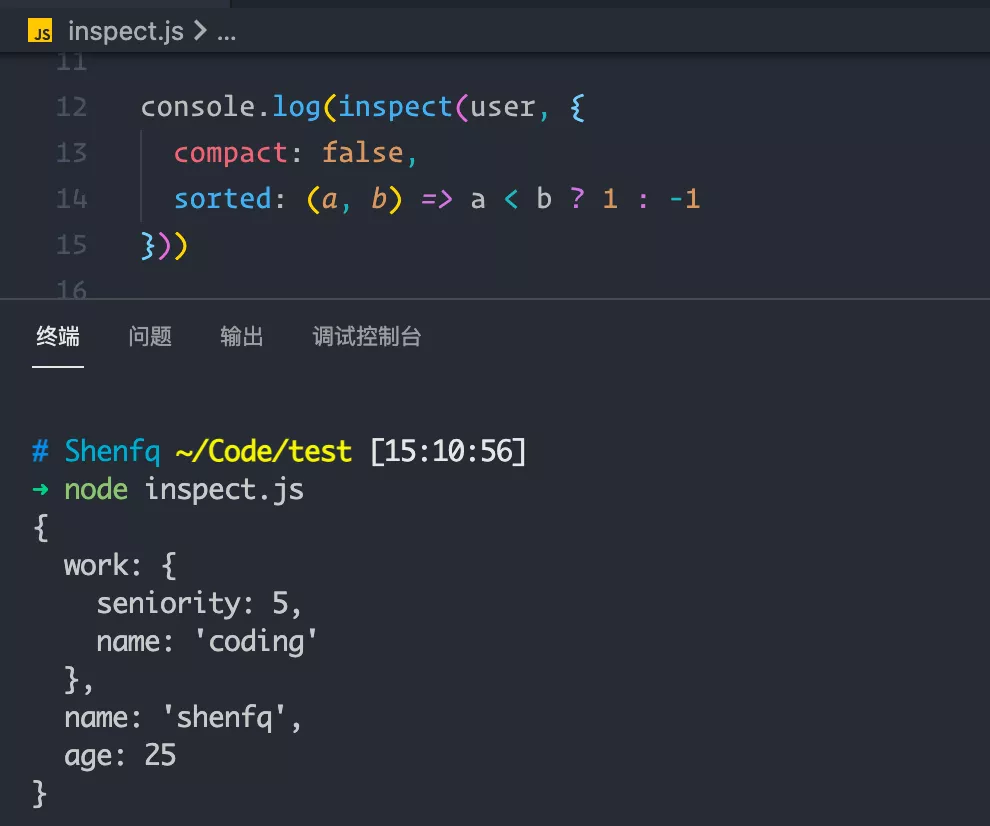 JS inspect.js > ...
11
12 console.log(inspect(user, {
13 compact: false,
14 sorted: (a, b) => a < b ? 1 : -1
15 }))
16
终端 问题 输出 调试控制台
# Shenfq ~/Code/test [15:10:56]
→ node inspect.js
{
work: {
seniority: 5,
name: 'coding'
},
name: 'shenfq',
age: 25
}